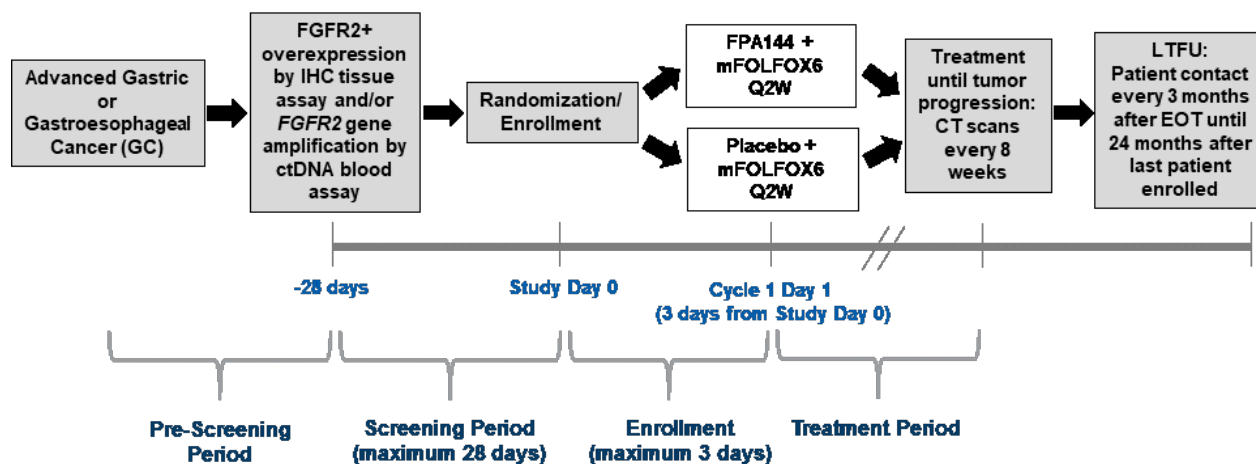 Advanced Gastric
or
Gastroesophageal
Cancer (GC)
FGFR2+
overexpression
by IHC tissue
assay and/or
FGFR2 gene
amplification by
ctDNA blood
assay
Randomization/
Enrollment
FPA144 +
mFOLFOX6
Q2W
Placebo +
mFOLFOX6
Q2W
Treatment
until tumor
progression:
CT scans
every 8
weeks
LTFU:
Patient contact
every 3 months
after EOT until
24 months after
last patient
enrolled
-28 days
Study Day 0
Cycle 1 Day 1
(3 days from Study Day 0)
Pre-Screening
Period
Screening Period
(maximum 28 days)
Enrollment
(maximum 3 days)
Treatment Period